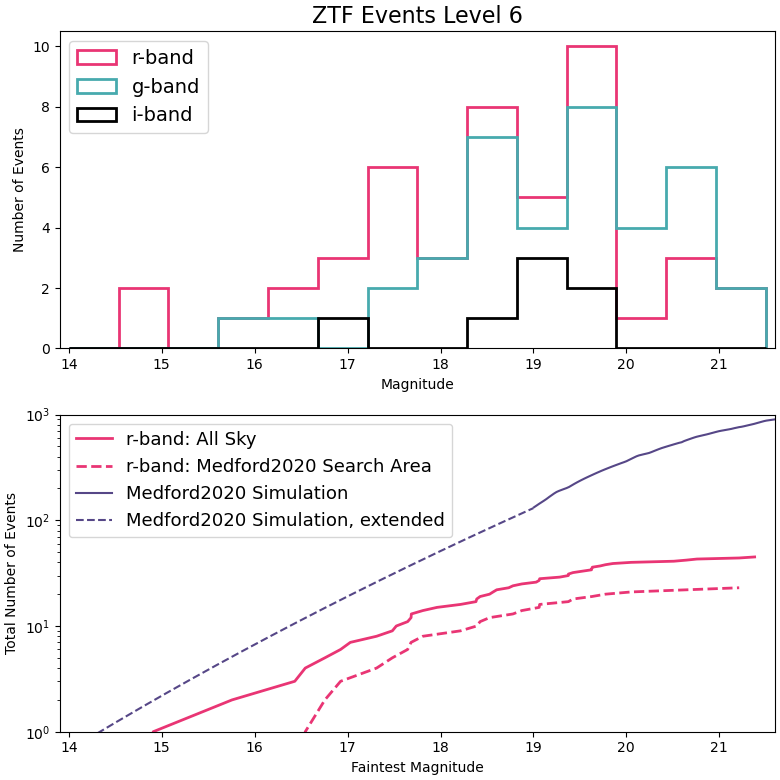 ZTF Events Level 6
r-band
g-band
i-band
Number of Events
10
8
6
4
2
0
14 15 16 17 18 19 20 21
Magnitude
r-band: All Sky
r-band: Medford2020 Search Area
Medford2020 Simulation
Medford2020 Simulation, extended
Total Number of Events
10³
10²
10¹
10⁰
14 15 16 17 18 19 20 21
Faintest Magnitude